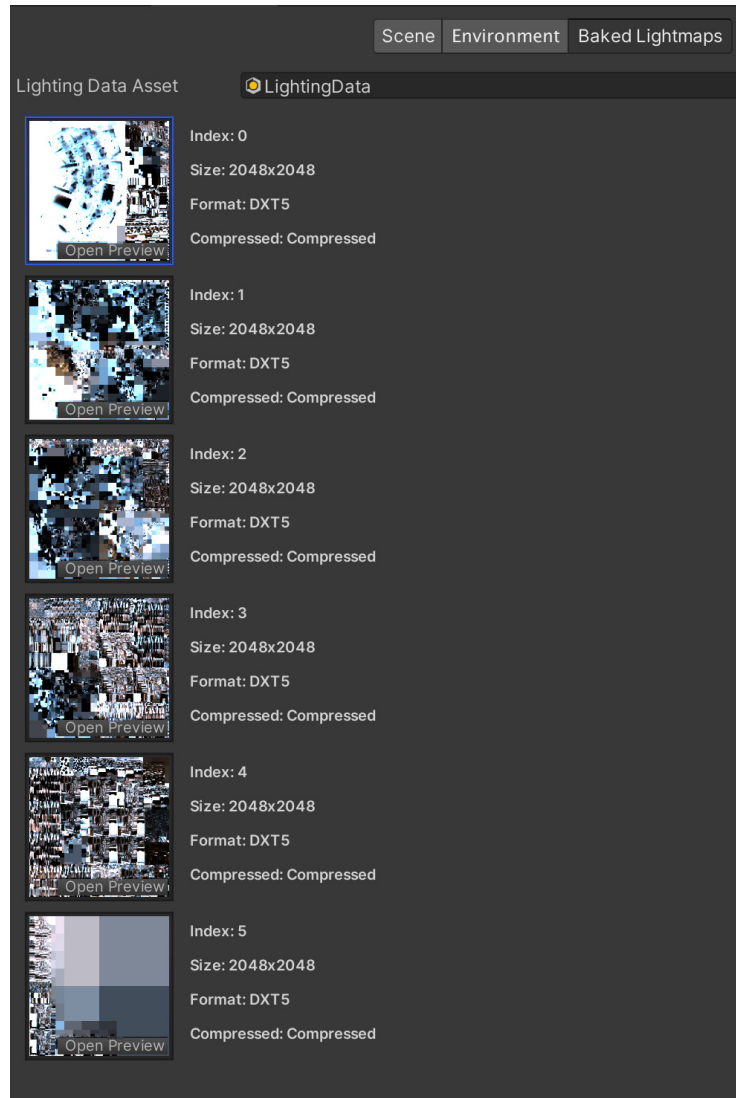 Scene Environment Baked Lightmaps
Lighting Data Asset LightingData
Index: 0
Size: 2048x2048
Format: DXT5
Compressed: Compressed
Open Preview
Index: 1
Size: 2048x2048
Format: DXT5
Compressed: Compressed
Open Preview
Index: 2
Size: 2048x2048
Format: DXT5
Compressed: Compressed
Open Preview
Index: 3
Size: 2048x2048
Format: DXT5
Compressed: Compressed
Open Preview
Index: 4
Size: 2048x2048
Format: DXT5
Compressed: Compressed
Open Preview
Index: 5
Size: 2048x2048
Format: DXT5
Compressed: Compressed
Open Preview